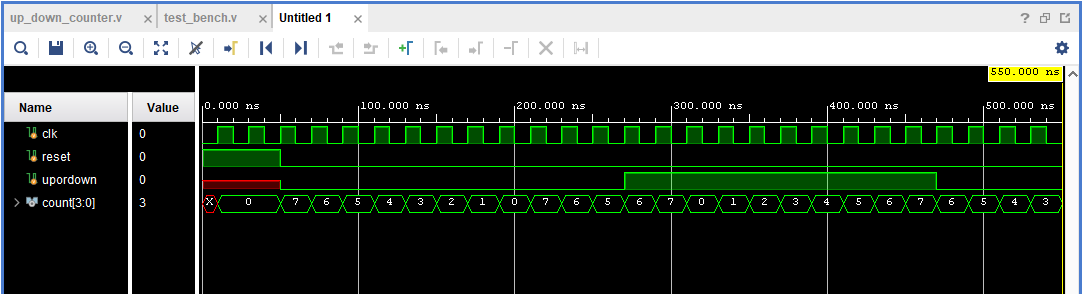 up_down_counter.v × test_bench.v × Untitled 1 ×
?
550.000 ns
Name Value 0.000 ns 100.000 ns 200.000 ns 300.000 ns 400.000 ns 500.000 ns
clk 0
reset 0
upordown 0
count[3:0] 3 X 0 7 6 5 4 3 2 1 0 7 6 5 6 7 0 1 2 3 4 5 6 7 6 5 4 3